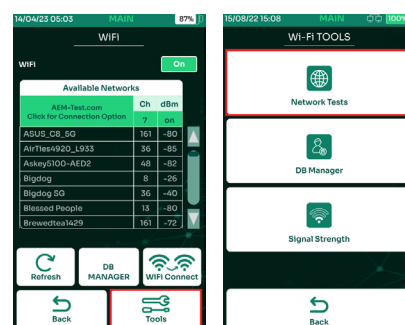 14/04/23 05:03 MAIN 87%
WIFI
WIFI On
Available Networks
AEM-Test.com
Click for Connection Option
Ch dBm
7 on
ASUS_C8_5G 161 -80
AirTies4920_L933 36 -85
Askey5100-AED2 48 -82
Bigdog 8 -26
Bigdog 5G 36 -40
Blessed People 13 -80
Brewedtea1429 161 -72
Refresh
DB
MANAGER
WIFI Connect
Back
Tools
15/08/22 15:08 MAIN 100%
Wi-Fi TOOLS
Network Tests
DB Manager
Signal Strength
Back